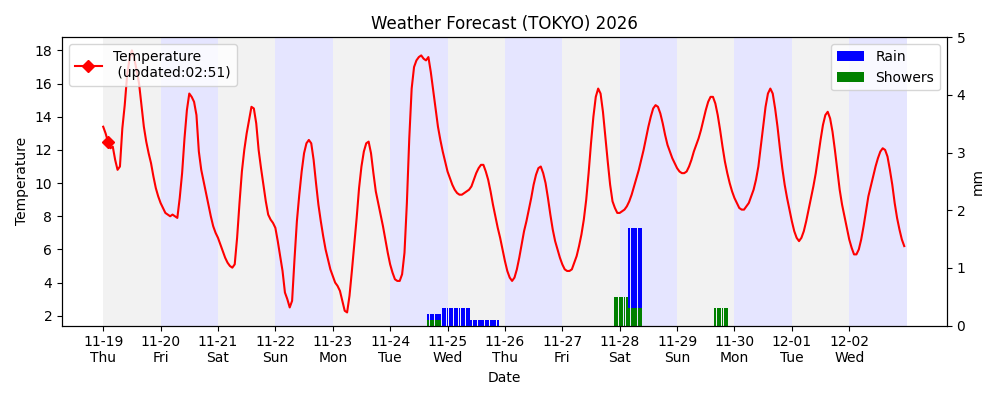 Weather Forecast (TOKYO) 2026
Temperature
(updated:02:51)
Rain
Showers
18
16
14
12
10
8
6
4
2
Temperature
5
4
3
2
1
0
mm
11-19 11-20 11-21 11-22 11-23 11-24 11-25 11-26 11-27 11-28 11-29 11-30 12-01 12-02
Thu Fri Sat Sun Mon Tue Wed Thu Fri Sat Sun Mon Tue Wed
Date